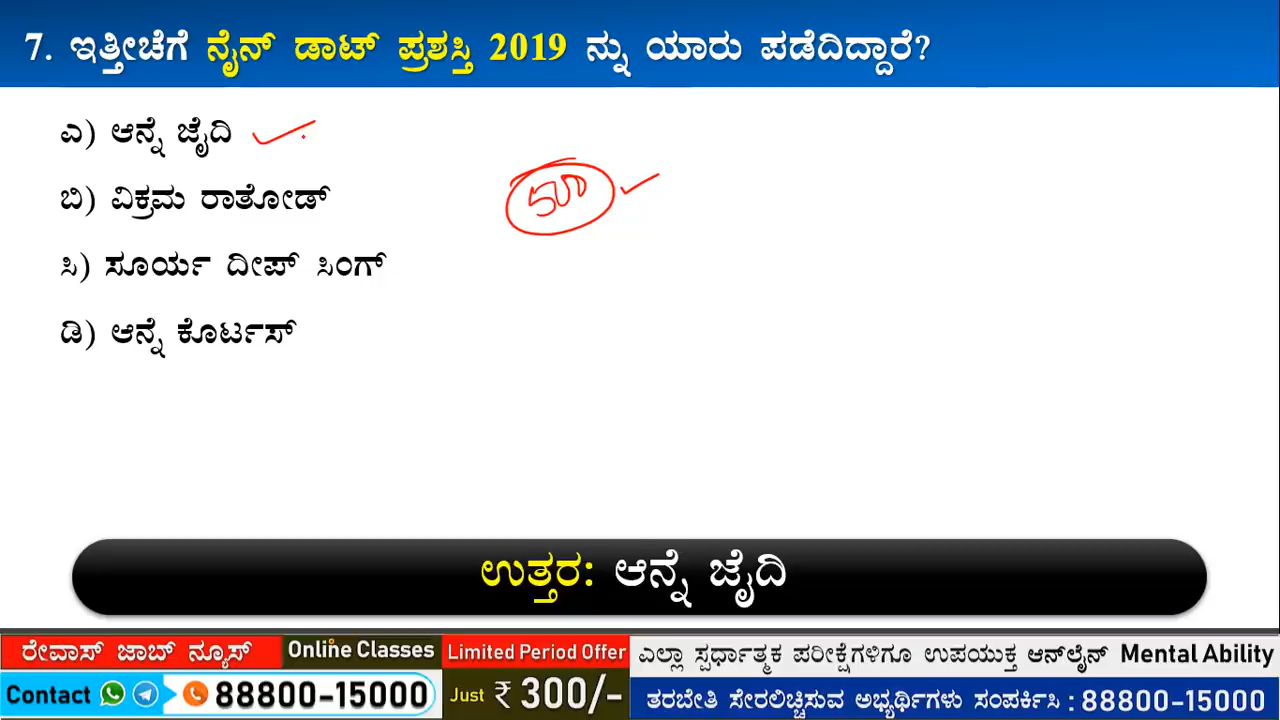 7. ಇತ್ತೀಚೆಗೆ ನೈನ್ ಡಾಟ್ ಪ್ರಶಸ್ತಿ 2019 ನ್ನು ಯಾರು ಪಡೆದಿದ್ದಾರೆ?
ಎ) ಆನ್ನೆ ಜೈದಿ
ಬಿ) ವಿಕ್ರಮ ರಾತೋಡ್
500
ಸಿ) ಸೂರ್ಯ ದೀಪ್ ಸಿಂಗ್
ಡಿ) ಆನ್ನೆ ಕೊರ್ಟಸ್
ಉತ್ತರ: ಆನ್ನೆ ಜೈದಿ
ರೇವಾಸ್ ಜಾಬ್ ನ್ಯೂಸ್ Online Classes Limited Period Offer ಎಲ್ಲಾ ಸ್ಪರ್ಧಾತ್ಮಕ ಪರೀಕ್ಷೆಗಳಿಗೂ ಉಪಯುಕ್ತ ಆನ್‌ಲೈನ್ Mental Ability
Contact 88800-15000 Just ₹ 300/- ತರಬೇತಿ ಸೇರಲಿಚ್ಚಿಸುವ ಅಭ್ಯರ್ಥಿಗಳು ಸಂಪರ್ಕಿಸಿ : 88800-15000